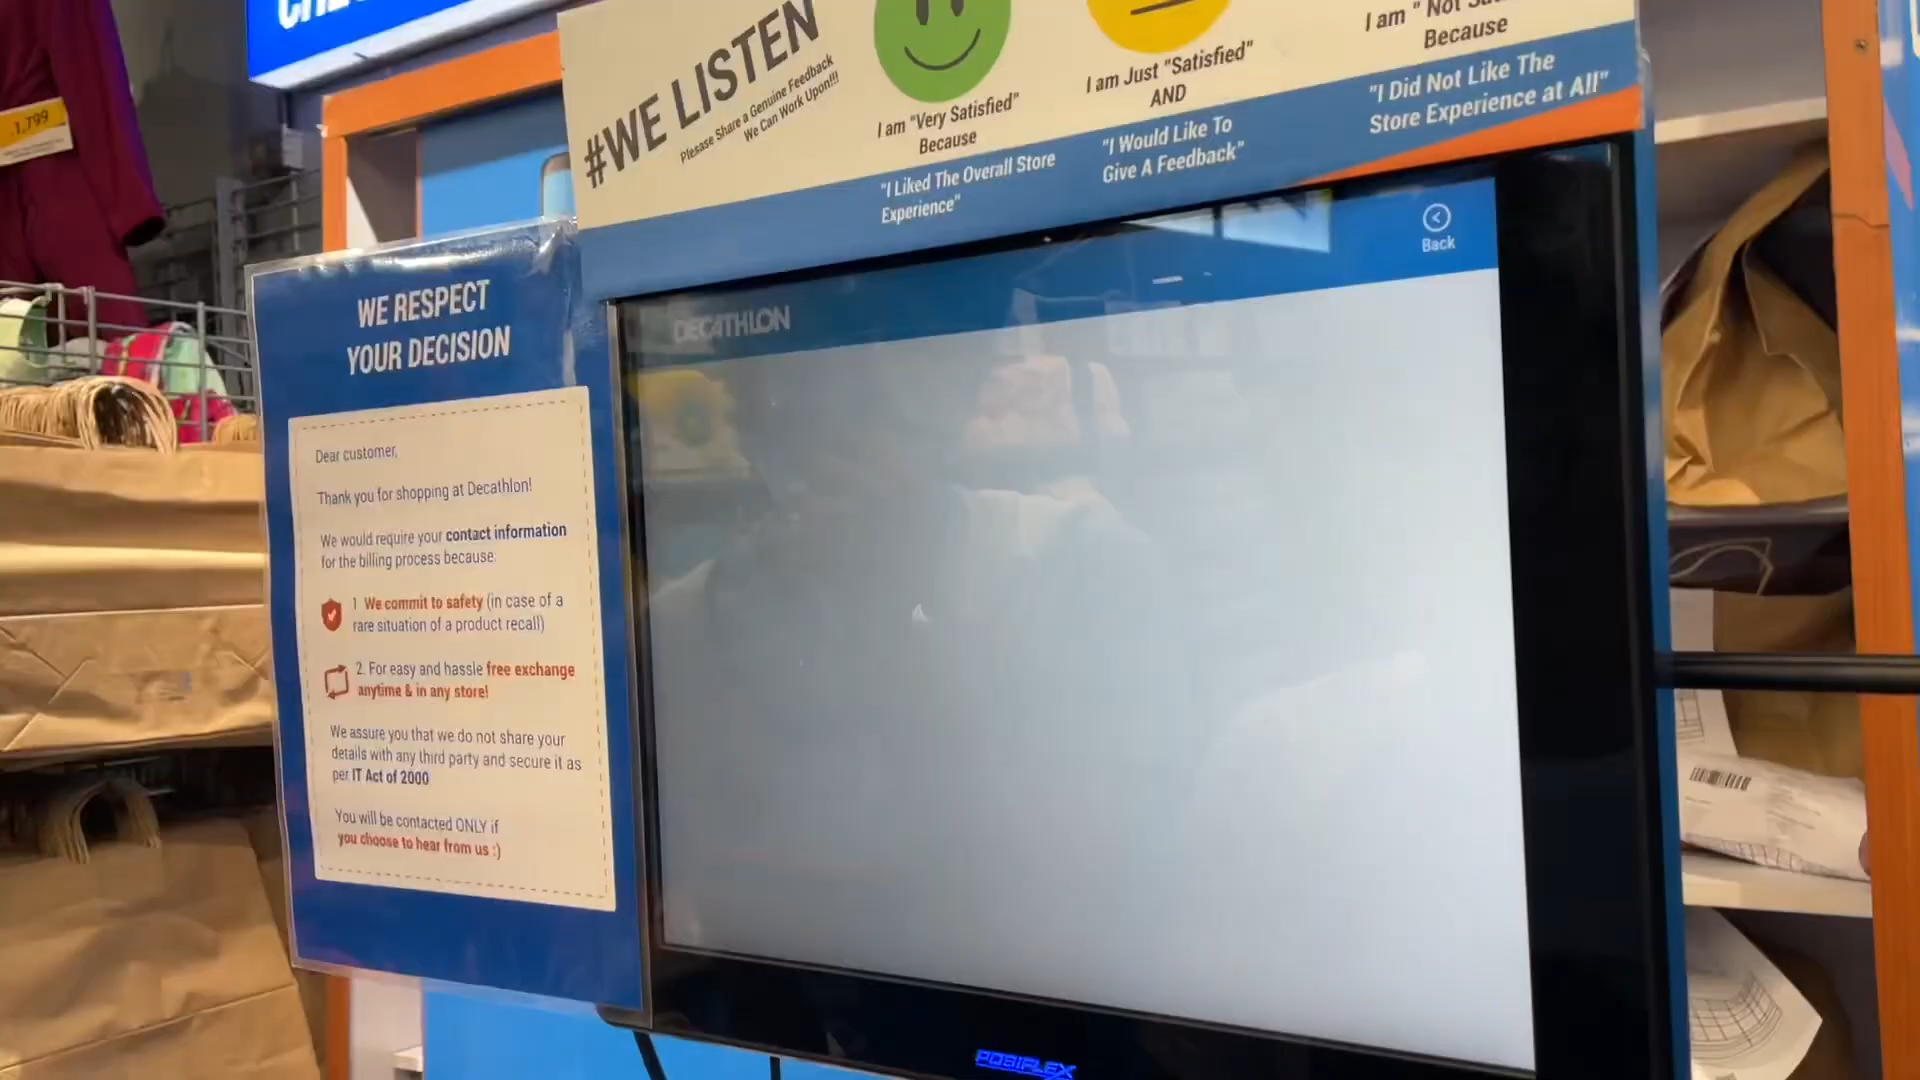 #WE LISTEN
Plesase Share a Genuine Feedback
We Can Work Upon!!!
I am "Very Satisfied"
Because
"I Liked The Overall Store
Experience"
I am Just "Satisfied"
AND
"I Would Like To
Give A Feedback"
I am " Not
Because
"I Did Not Like The
Store Experience at All"
1,799
WE RESPECT
YOUR DECISION
Dear customer,
Thank you for shopping at Decathlon!
We would require your contact information
for the billing process because:
1 We commit to safety (in case of a
rare situation of a product recall)
2. For easy and hassle free exchange
anytime & in any store!
We assure you that we do not share your
details with any third party and secure it as
per IT Act of 2000
You will be contacted ONLY if
you choose to hear from us :)
DECATHLON
Back
POSIFLEX